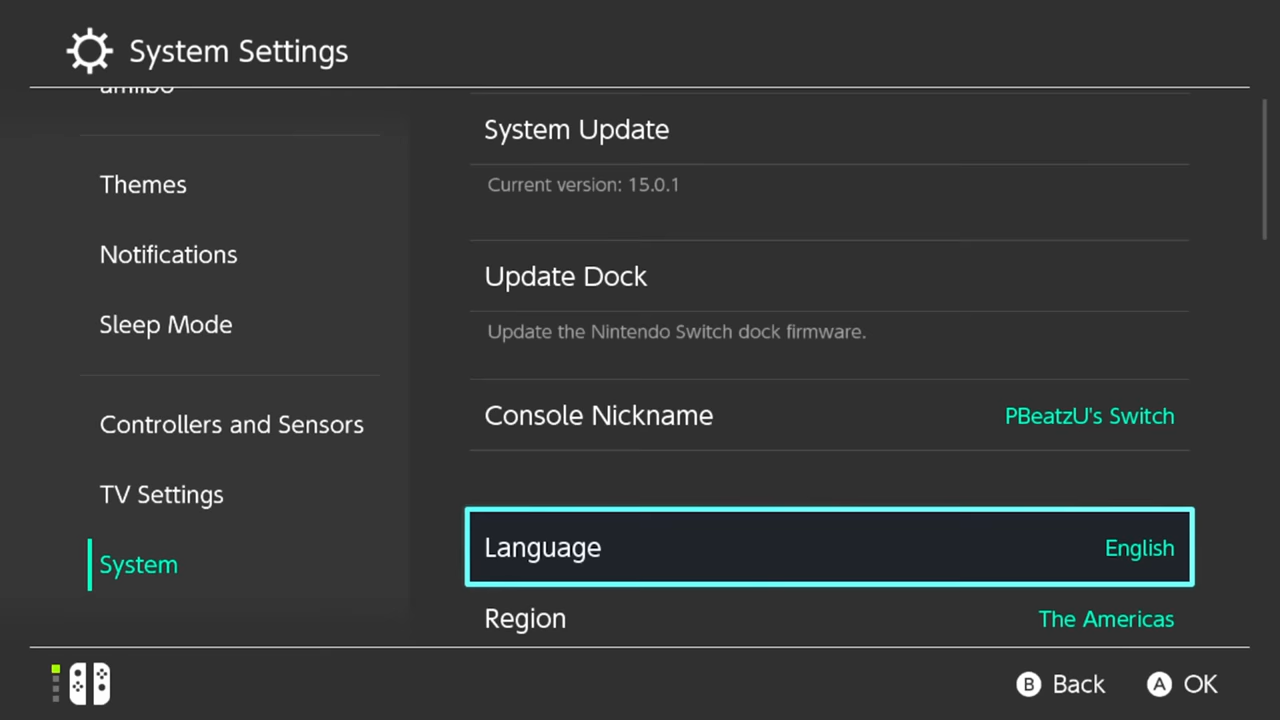 System Settings
amiibo
Themes
Notifications
Sleep Mode
Controllers and Sensors
TV Settings
System
System Update
Current version: 15.0.1
Update Dock
Update the Nintendo Switch dock firmware.
Console Nickname PBeatzU's Switch
Language English
Region The Americas
B Back A OK